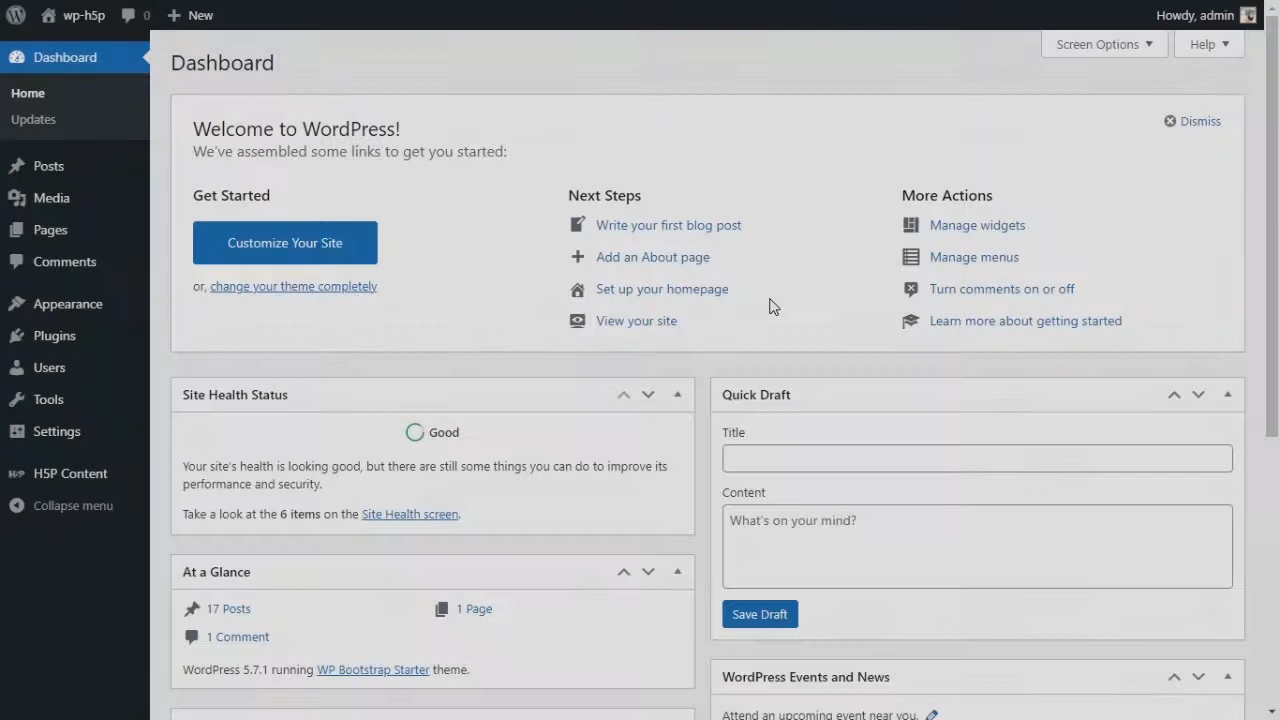 wp-h5p
0
New
Howdy, admin
Dashboard
Home
Updates
Posts
Media
Pages
Comments
Appearance
Plugins
Users
Tools
Settings
H5P
H5P Content
Collapse menu
Screen Options
Help
Dashboard
Welcome to WordPress!
We've assembled some links to get you started:
Dismiss
Get Started
Customize Your Site
or, change your theme completely
Next Steps
Write your first blog post
Add an About page
Set up your homepage
View your site
More Actions
Manage widgets
Manage menus
Turn comments on or off
Learn more about getting started
Site Health Status
Good
Your site's health is looking good, but there are still some things you can do to improve its
performance and security.
Take a look at the 6 items on the Site Health screen.
At a Glance
17 Posts
1 Page
1 Comment
WordPress 5.7.1 running WP Bootstrap Starter theme.
Quick Draft
Title
Content
What's on your mind?
Save Draft
WordPress Events and News
Attend an upcoming event near you.